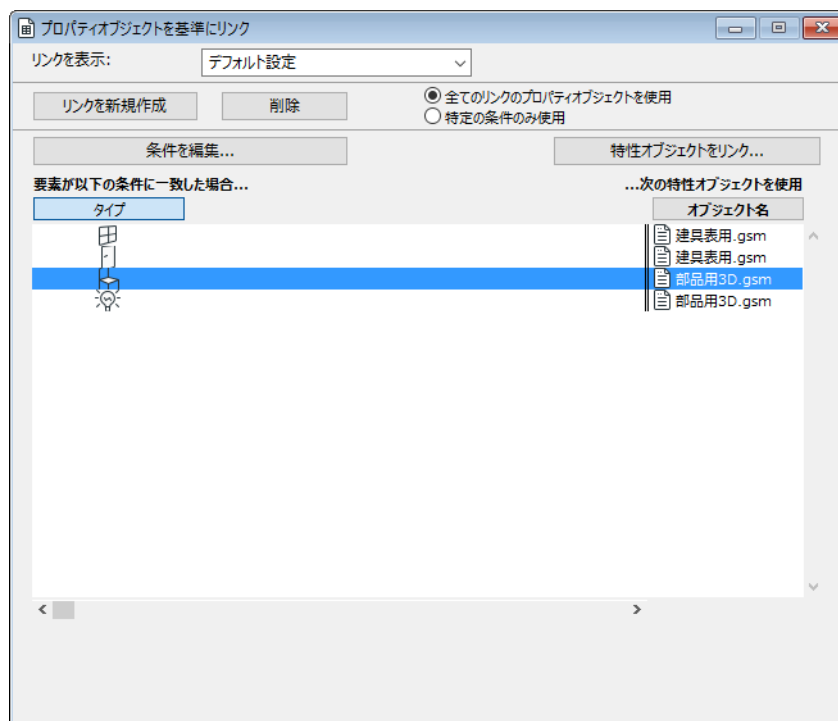 プロパティオブジェクトを基準にリンク
リンクを表示: デフォルト設定
リンクを新規作成 削除 全てのリンクのプロパティオブジェクトを使用
特定の条件のみ使用
条件を編集... 特性オブジェクトをリンク...
要素が以下の条件に一致した場合... ...次の特性オブジェクトを使用
タイプ オブジェクト名
建具表用.gsm
建具表用.gsm
部品用3D.gsm
部品用3D.gsm